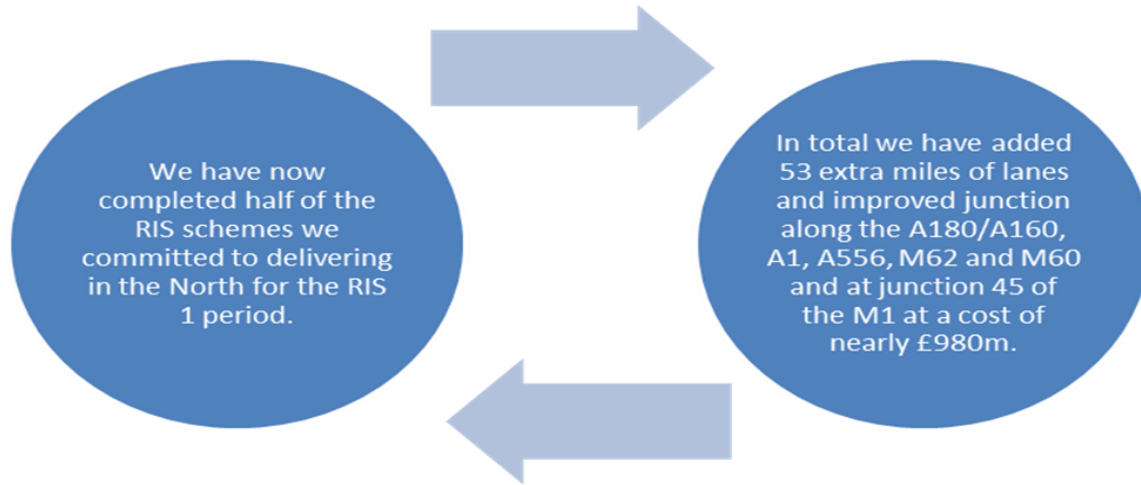 We have now
completed half of the
RIS schemes we
committed to delivering
in the North for the RIS
1 period.
In total we have added
53 extra miles of lanes
and improved junction
along the A180/A160,
A1, A556, M62 and M60
and at junction 45 of
the M1 at a cost of
nearly £980m.